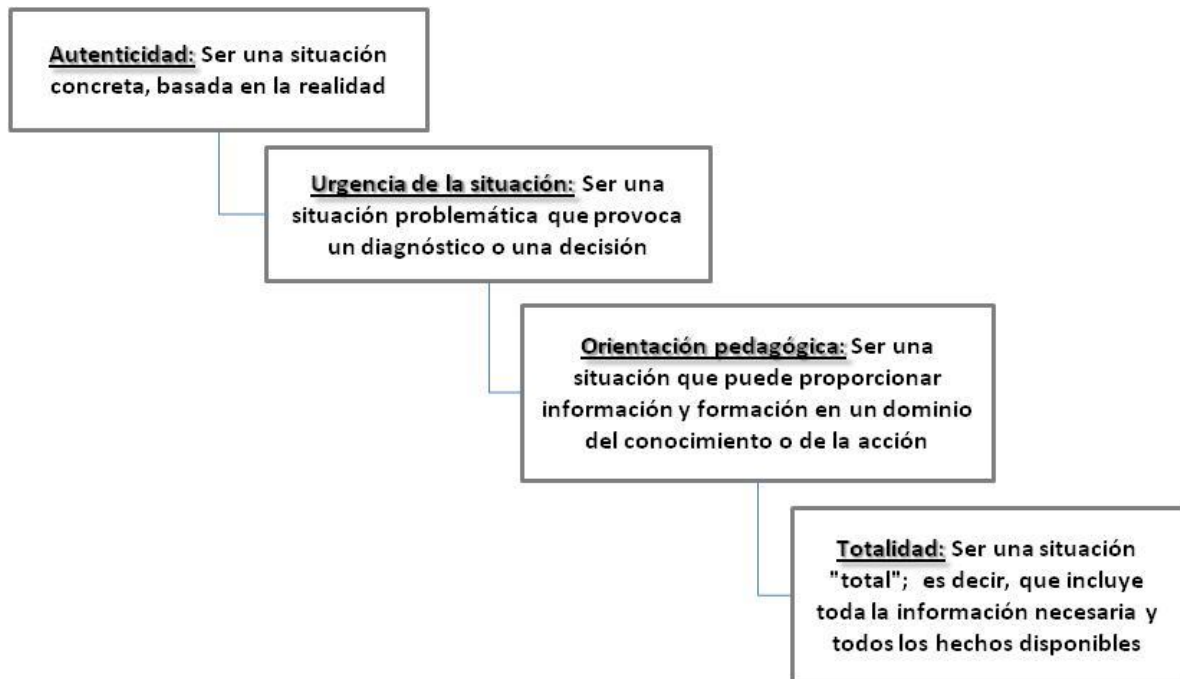 Autenticidad: Ser una situación
concreta, basada en la realidad
Urgencia de la situación: Ser una
situación problemática que provoca
un diagnóstico o una decisión
Orientación pedagógica: Ser una
situación que puede proporcionar
información y formación en un dominio
del conocimiento o de la acción
Totalidad: Ser una situación
"total"; es decir, que incluye
toda la información necesaria y
todos los hechos disponibles